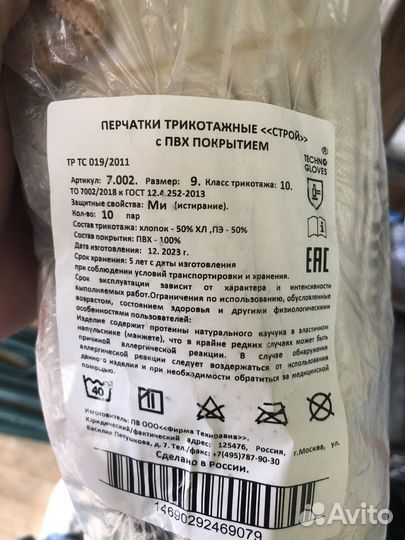 ПЕРЧАТКИ ТРИКОТАЖНЫЕ <<СТРОЙ>>
с ПВХ ПОКРЫТИЕМ
ТР ТС 019/2011
TECHNO
GLOVES
®
Артикул: 7.002. Размер: 9. Класс трикотажа: 10.
ТО 7002/2018 к ГОСТ 12.4.252-2013
Защитные свойства: Ми (истирание).
Кол-во: 10 пар
Состав трикотажа: хлопок - 50% ХЛ ,ПЭ - 50%
Состав покрытия: ПВХ - 100%
Дата изготовления: 12. 2023 г.
Срок хранения: 5 лет с даты изготовления
при соблюдении условий транспортировки и хранения.
Срок эксплуатации зависит от характера и интенсивности
выполняемых работ.Ограничения по использованию, обусловленные
возрастом, состоянием здоровья и другими физиологическими
особенностями пользователей:
Изделие содержит протеины натурального каучука в эластичном
напульснике (манжете), что в крайне редких случаях может быть
причиной аллергической реакции. В случае обнаружения
аллергической реакции следует воздержаться от использования
данного изделия и при необходимости обратиться за медицинской
помощью.
EAC
40
Изготовитель: ПВ ООО<<Фирма Техноавиа>>.
Юридический/фактический адрес: 125476, Россия, г.Москва, ул.
Василия Петушкова, д. 7. Тел./факс: +7(495)787-90-30
Сделано в России.
14690292469079
Avito